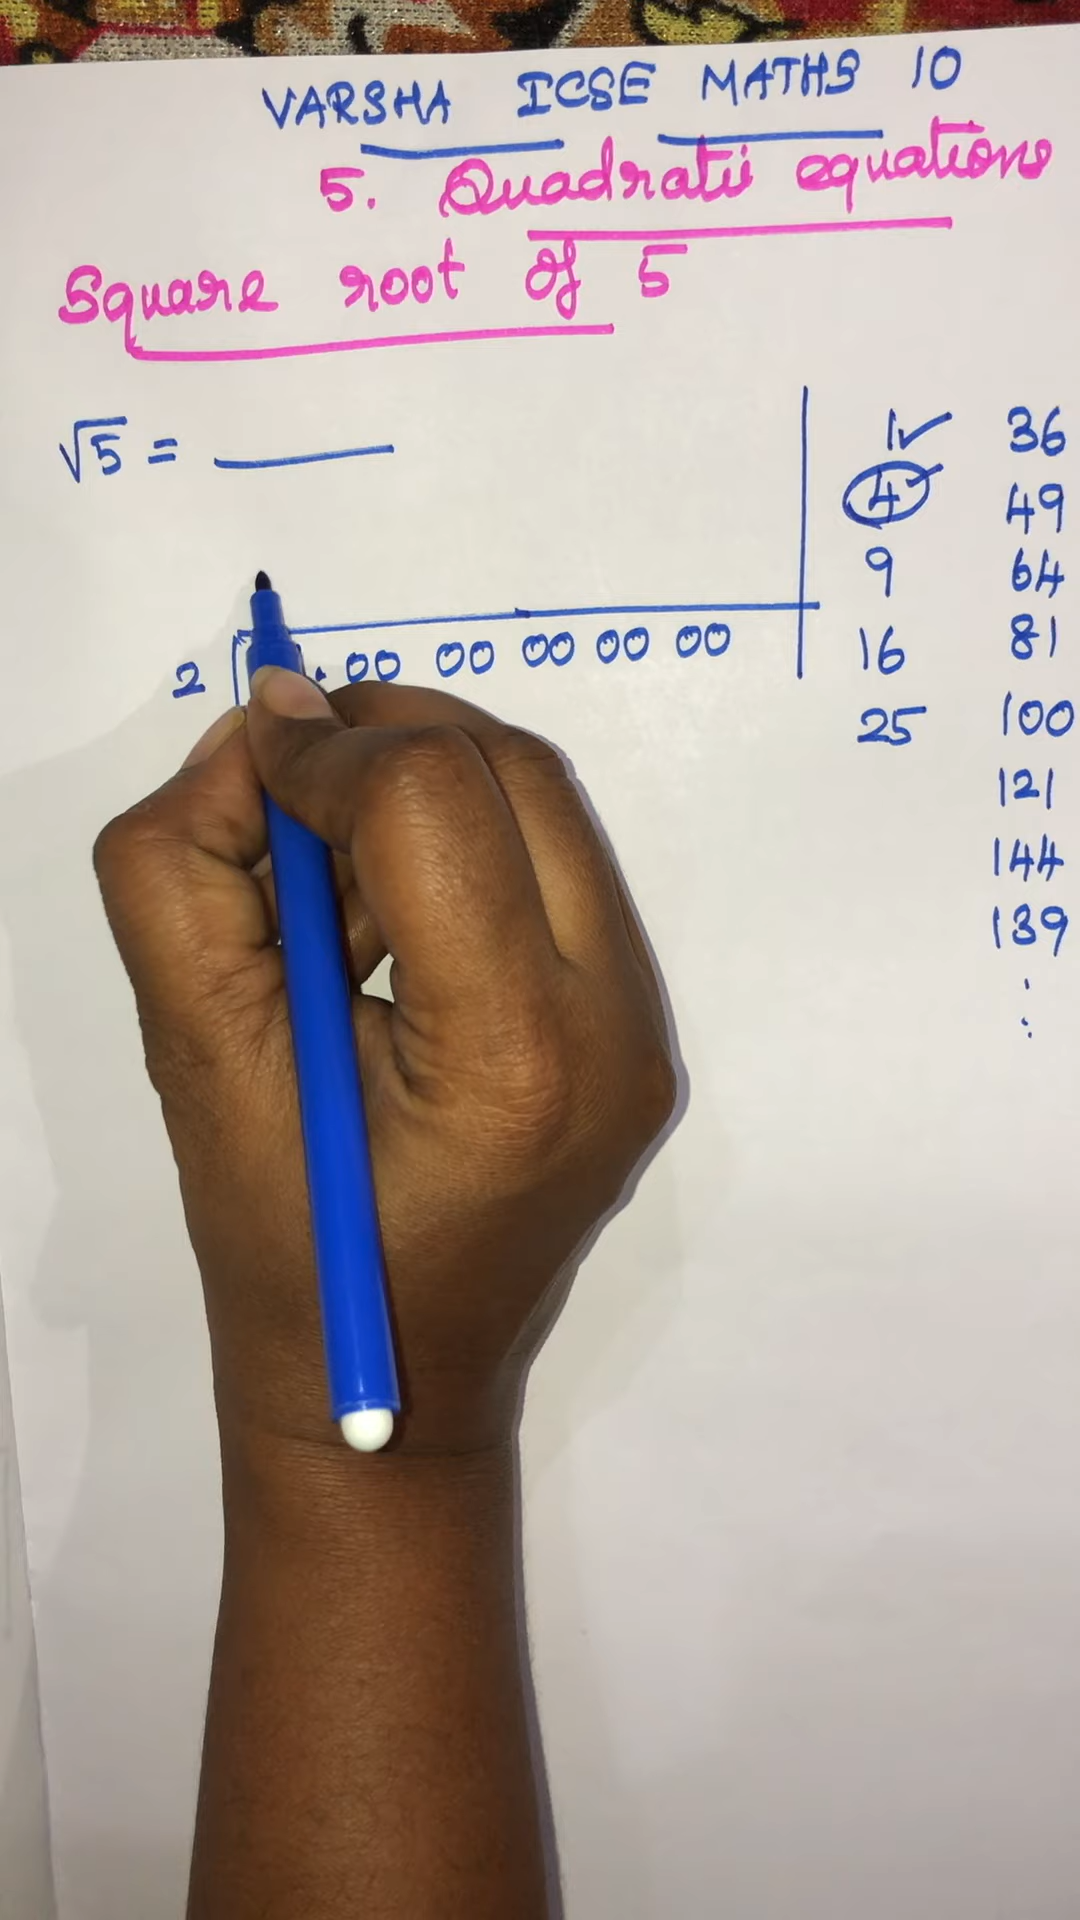 VARSHA ICSE MATHS 10
5. Quadratic equations
Square root of 5
√5 =
2 . 00 00 00 00 00
1 36
4 49
9 64
16 81
25 100
121
144
139
: